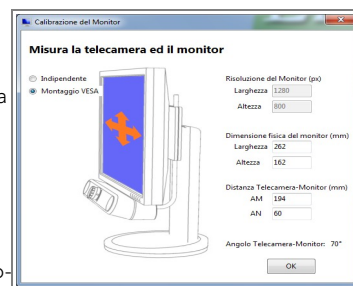 Calibrazione del Monitor
Misura la telecamera ed il monitor
Indipendente
Montaggio VESA
Risoluzione del Monitor (px)
Larghezza 1280
Altezza 800
Dimensione fisica del monitor (mm)
Larghezza 262
Altezza 162
Distanza Telecamera-Monitor (mm)
AM 194
AN 60
Angolo Telecamera-Monitor: 70°
OK
a
o-